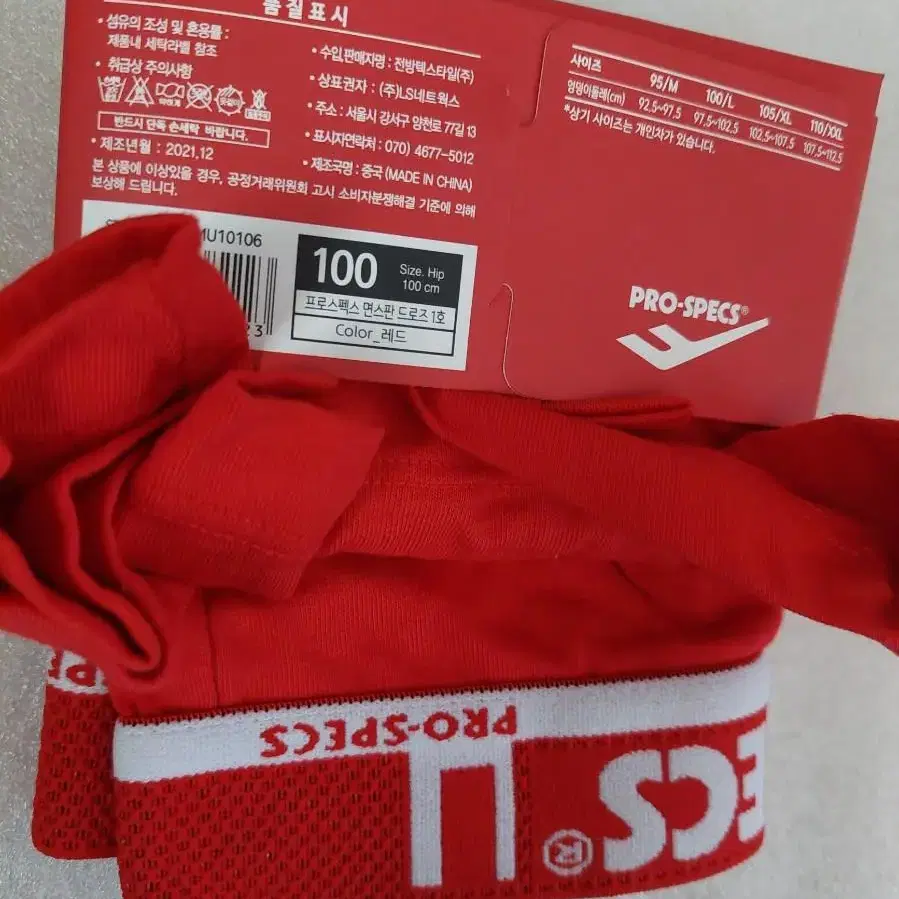 품질표시
• 섬유의 조성 및 혼용률 :
제품내 세탁라벨 참조
• 취급상 주의사항
반드시 단독 손세탁 바랍니다.
• 제조년월 : 2021.12
• 수입,판매자명 : 전방텍스타일(주)
• 상표권자 : (주)LS네트웍스
• 주소 : 서울시 강서구 양천로 77길 13
• 표시자연락처 : 070) 4677-5012
• 제조국명 : 중국 (MADE IN CHINA)
본 상품에 이상있을 경우, 공정거래위원회 고시 소비자분쟁해결 기준에 의해
보상해 드립니다.
사이즈 95/M 100/L 105/XL 110/XXL
엉덩이둘레(cm) 92.5~97.5 97.5~102.5 102.5~107.5 107.5~112.5
*상기 사이즈는 개인차가 있습니다.
MU10106
23
100
Size. Hip
100 cm
프로스펙스 면스판 드로즈 1호
Color_레드
PRO-SPECS®
PRO-SPECS
ECS®